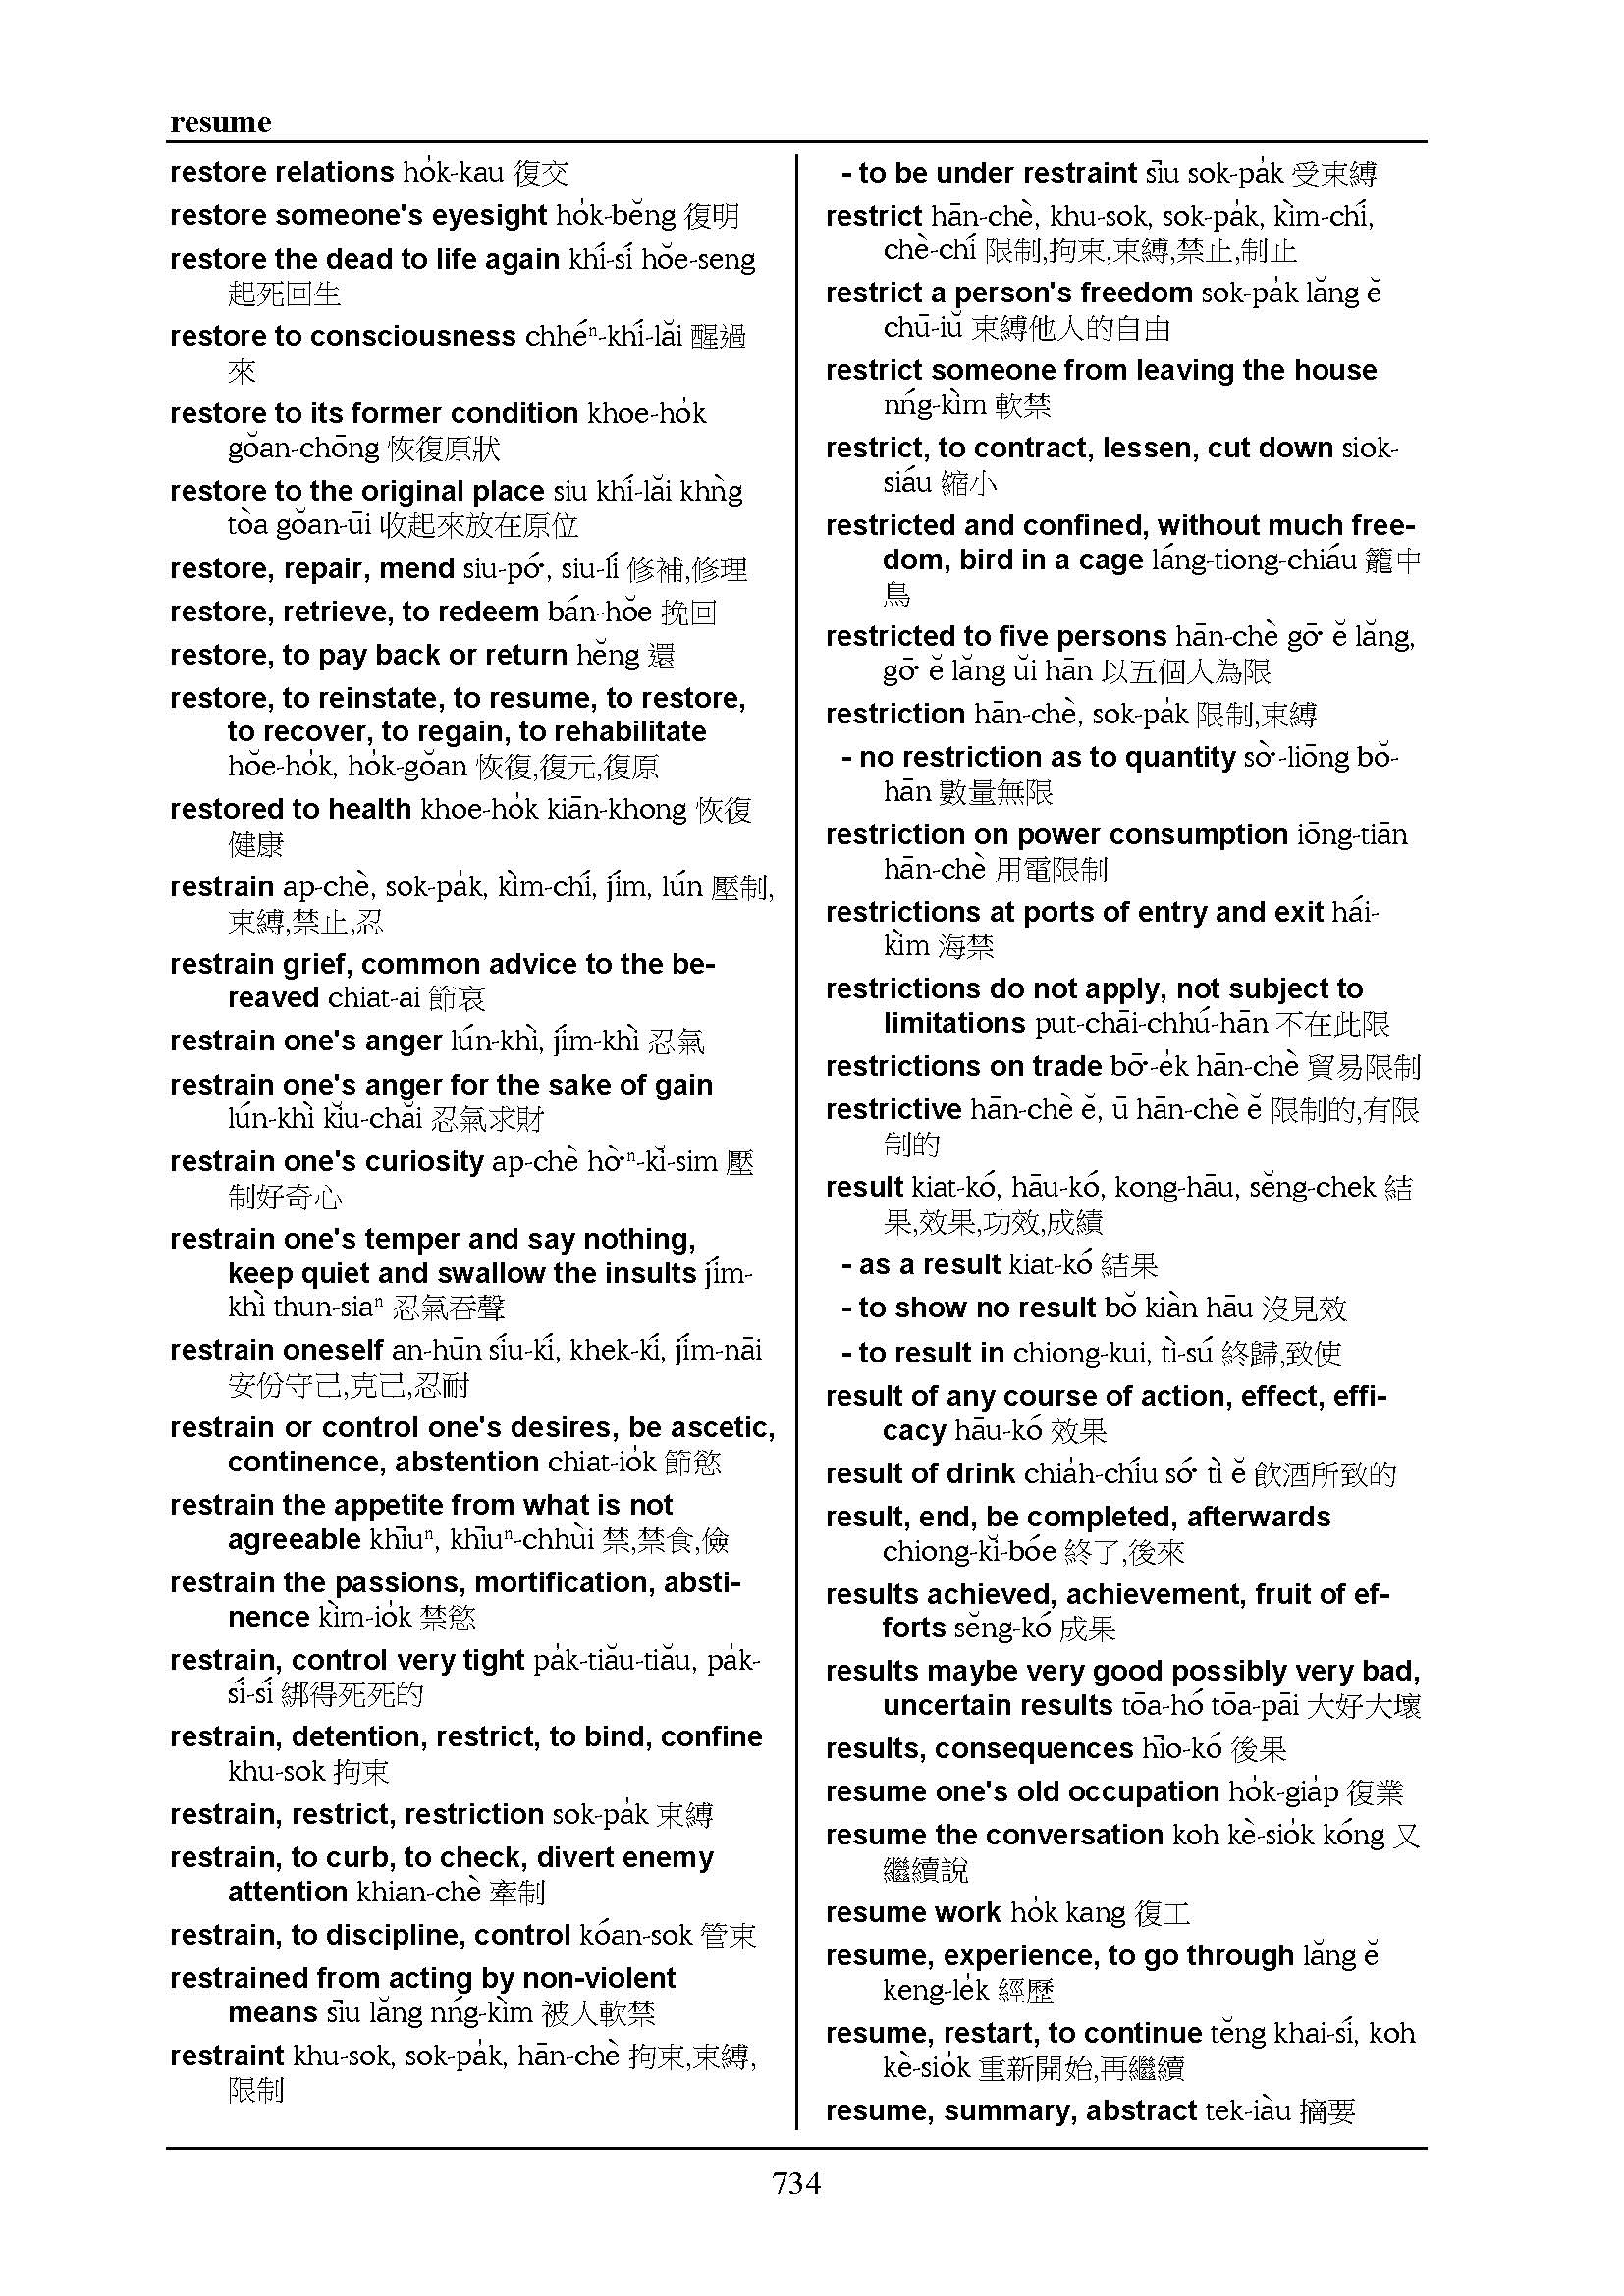 resume
restore relations ho̍k-kau 復交
restore someone's eyesight ho̍k-bĕng 復明
restore the dead to life again khí-sí hŏe-seng
起死回生
restore to consciousness chhéⁿ-khí-lăi 醒過
來
restore to its former condition khoe-ho̍k
gŏan-chōng 恢復原狀
restore to the original place siu khí-lăi khǹg
tòa gŏan-ūi 收起來放在原位
restore, repair, mend siu-pó͘, siu-lí 修補,修理
restore, retrieve, to redeem bán-hŏe 挽回
restore, to pay back or return hĕng 還
restore, to reinstate, to resume, to restore,
to recover, to regain, to rehabilitate
hŏe-ho̍k, ho̍k-gŏan 恢復,復元,復原
restored to health khoe-ho̍k kiān-khong 恢復
健康
restrain ap-chè, sok-pa̍k, kìm-chí, jím, lún 壓制,
束縛,禁止,忍
restrain grief, common advice to the be-
reaved chiat-ai 節哀
restrain one's anger lún-khì, jím-khì 忍氣
restrain one's anger for the sake of gain
lún-khì kĭu-chăi 忍氣求財
restrain one's curiosity ap-chè hò͘ⁿ-kĭ-sim 壓
制好奇心
restrain one's temper and say nothing,
keep quiet and swallow the insults jím-
khì thun-siaⁿ 忍氣吞聲
restrain oneself an-hūn síu-kí, khek-kí, jím-nāi
安份守己,克己,忍耐
restrain or control one's desires, be ascetic,
continence, abstention chiat-io̍k 節慾
restrain the appetite from what is not
agreeable khīuⁿ, khīuⁿ-chhùi 禁,禁食,儉
restrain the passions, mortification, absti-
nence kìm-io̍k 禁慾
restrain, control very tight pa̍k-tiău-tiău, pa̍k-
sí-sí 綁得死死的
restrain, detention, restrict, to bind, confine
khu-sok 拘束
restrain, restrict, restriction sok-pa̍k 束縛
restrain, to curb, to check, divert enemy
attention khian-chè 牽制
restrain, to discipline, control kóan-sok 管束
restrained from acting by non-violent
means sīu lăng nńg-kìm 被人軟禁
restraint khu-sok, sok-pa̍k, hān-chè 拘束,束縛,
限制
- to be under restraint sīu sok-pa̍k 受束縛
restrict hān-chè, khu-sok, sok-pa̍k, kìm-chí,
chè-chí 限制,拘束,束縛,禁止,制止
restrict a person's freedom sok-pa̍k lăng ĕ
chū-iŭ 束縛他人的自由
restrict someone from leaving the house
nńg-kìm 軟禁
restrict, to contract, lessen, cut down siok-
siáu 縮小
restricted and confined, without much free-
dom, bird in a cage láng-tiong-chiáu 籠中
鳥
restricted to five persons hān-chè gō͘ ĕ lăng,
gō͘ ĕ lăng ŭi hān 以五個人為限
restriction hān-chè, sok-pa̍k 限制,束縛
- no restriction as to quantity sò͘-liōng bŏ-
hān 數量無限
restriction on power consumption iōng-tiān
hān-chè 用電限制
restrictions at ports of entry and exit hái-
kìm 海禁
restrictions do not apply, not subject to
limitations put-chāi-chhú-hān 不在此限
restrictions on trade bō͘-e̍k hān-chè 貿易限制
restrictive hān-chè ĕ, ū hān-chè ĕ 限制的,有限
制的
result kiat-kó, hāu-kó, kong-hāu, sĕng-chek 結
果,效果,功效,成績
- as a result kiat-kó 結果
- to show no result bŏ kiàn hāu 沒見效
- to result in chiong-kui, tì-sú 終歸,致使
result of any course of action, effect, effi-
cacy hāu-kó 效果
result of drink chia̍h-chíu só͘ tì ĕ 飲酒所致的
result, end, be completed, afterwards
chiong-kĭ-bóe 終了,後來
results achieved, achievement, fruit of ef-
forts sĕng-kó 成果
results maybe very good possibly very bad,
uncertain results tōa-hó tōa-pāi 大好大壞
results, consequences hīo-kó 後果
resume one's old occupation ho̍k-gia̍p 復業
resume the conversation koh kè-sio̍k kóng 又
繼續說
resume work ho̍k kang 復工
resume, experience, to go through lăng ĕ
keng-le̍k 經歷
resume, restart, to continue tĕng khai-sí, koh
kè-sio̍k 重新開始,再繼續
resume, summary, abstract tek-iàu 摘要
734